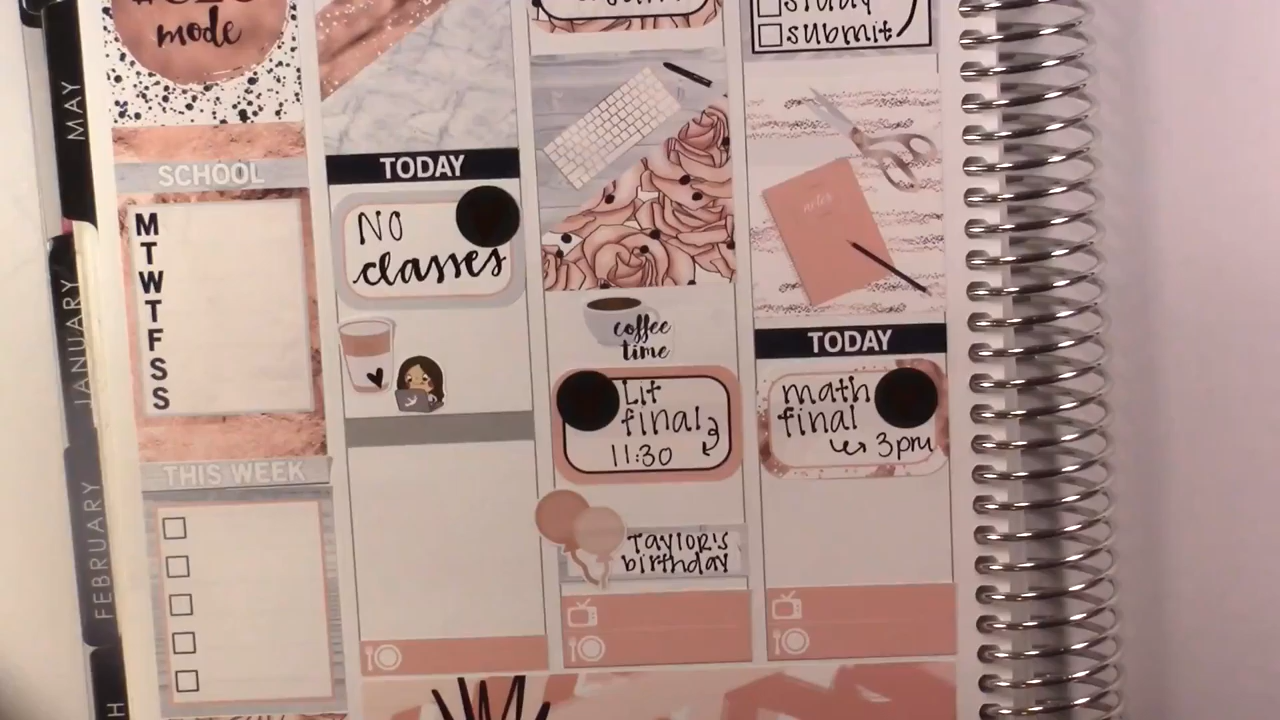 mode
study
submit
MAY
JANUARY
FEBRUARY
H
SCHOOL
M
T
W
T
F
S
S
THIS WEEK
TODAY
NO
classes
coffee
time
Lit
final
11:30
Taylor's
birthday
notes
TODAY
math
final
3pm